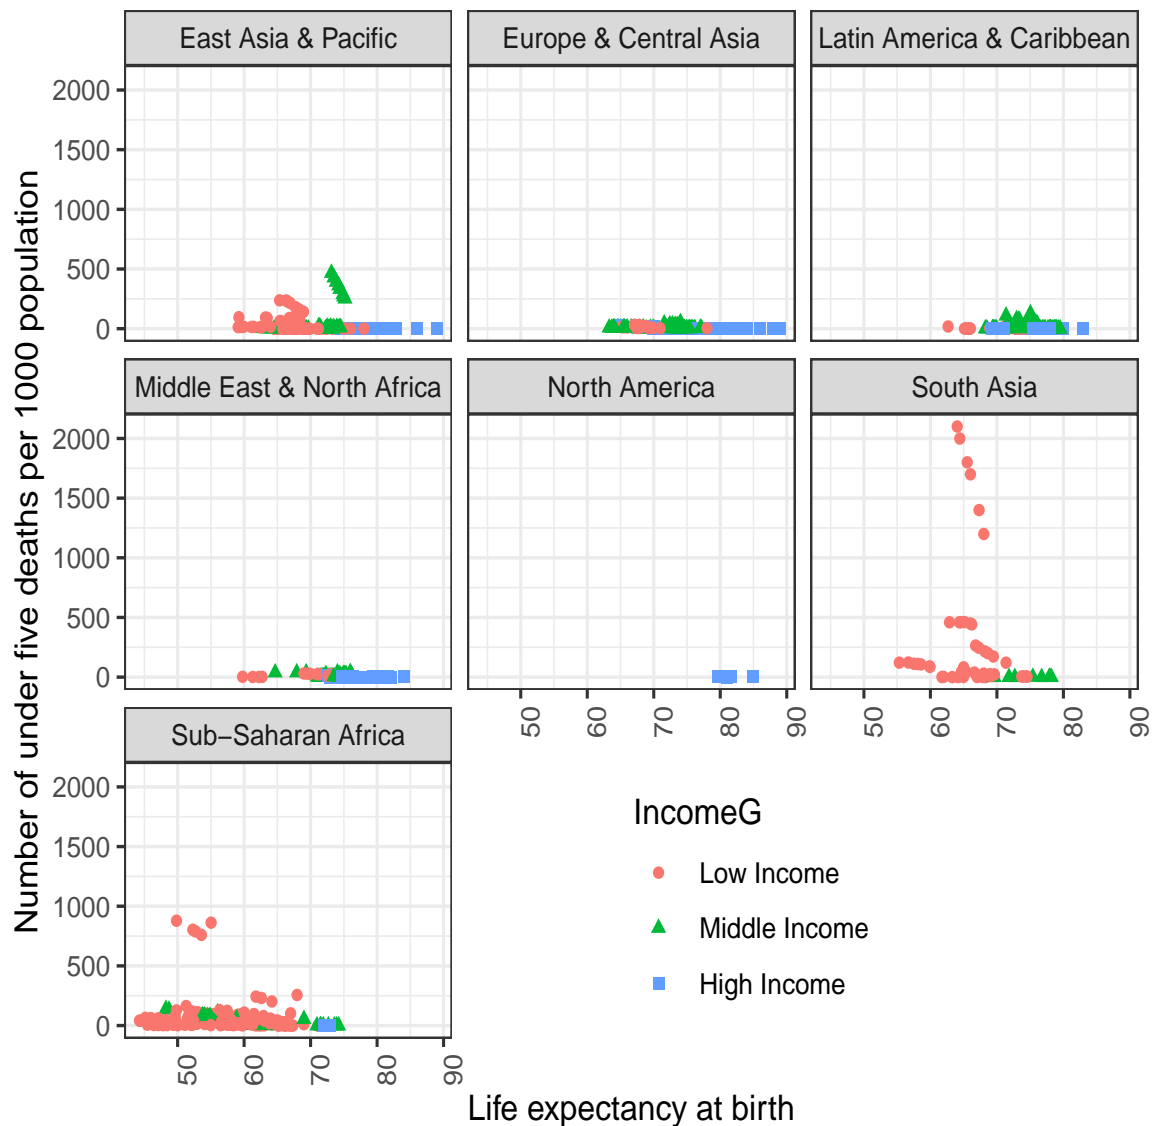 East Asia & Pacific
Europe & Central Asia
Latin America & Caribbean
2000
1500
1000
500
0
Middle East & North Africa
North America
South Asia
2000
1500
1000
500
0
50 60 70 80 90
50 60 70 80 90
Sub−Saharan Africa
2000
1500
1000
500
0
50 60 70 80 90
Number of under five deaths per 1000 population
Life expectancy at birth
IncomeG
Low Income
Middle Income
High Income